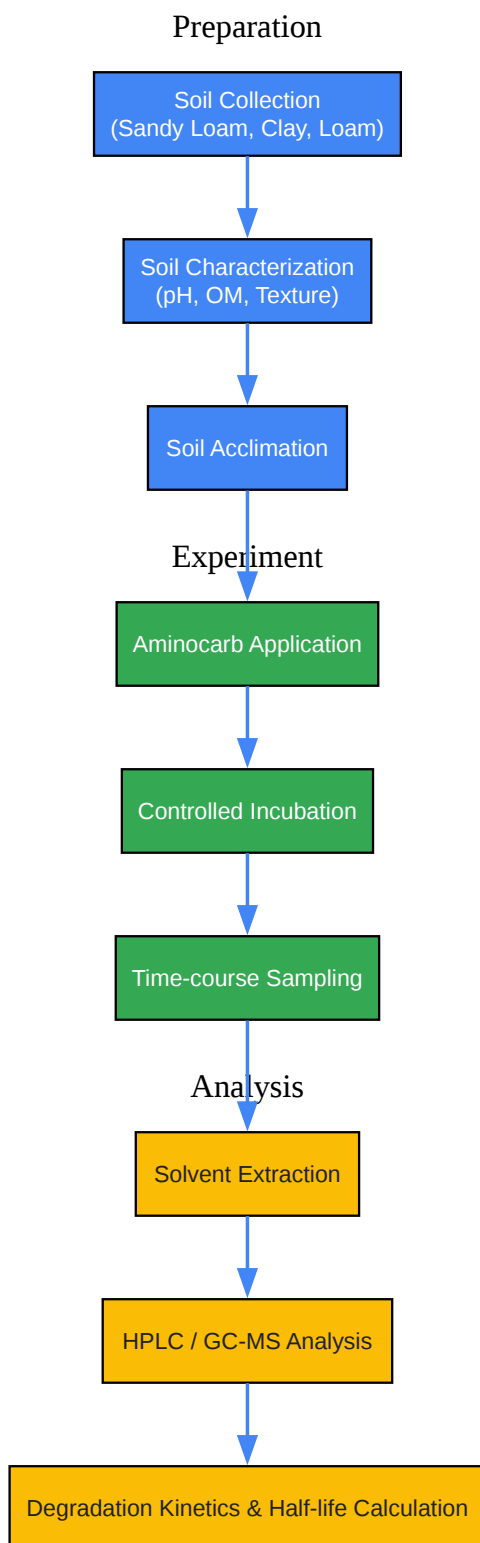 Preparation
Soil Collection
(Sandy Loam, Clay, Loam)
Soil Characterization
(pH, OM, Texture)
Soil Acclimation
Experiment
Aminocarb Application
Controlled Incubation
Time-course Sampling
Analysis
Solvent Extraction
HPLC / GC-MS Analysis
Degradation Kinetics & Half-life Calculation